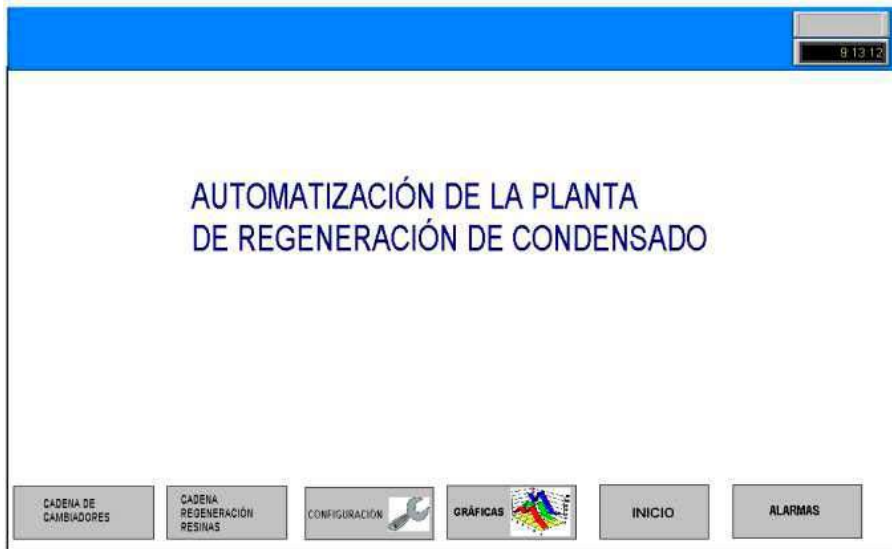 9 13 12
AUTOMATIZACIÓN DE LA PLANTA
DE REGENERACIÓN DE CONDENSADO
CADENA DE
CAMBIADORES
CADENA
REGENERACIÓN
RESINAS
CONFIGURACIÓN
GRÁFICAS
INICIO
ALARMAS